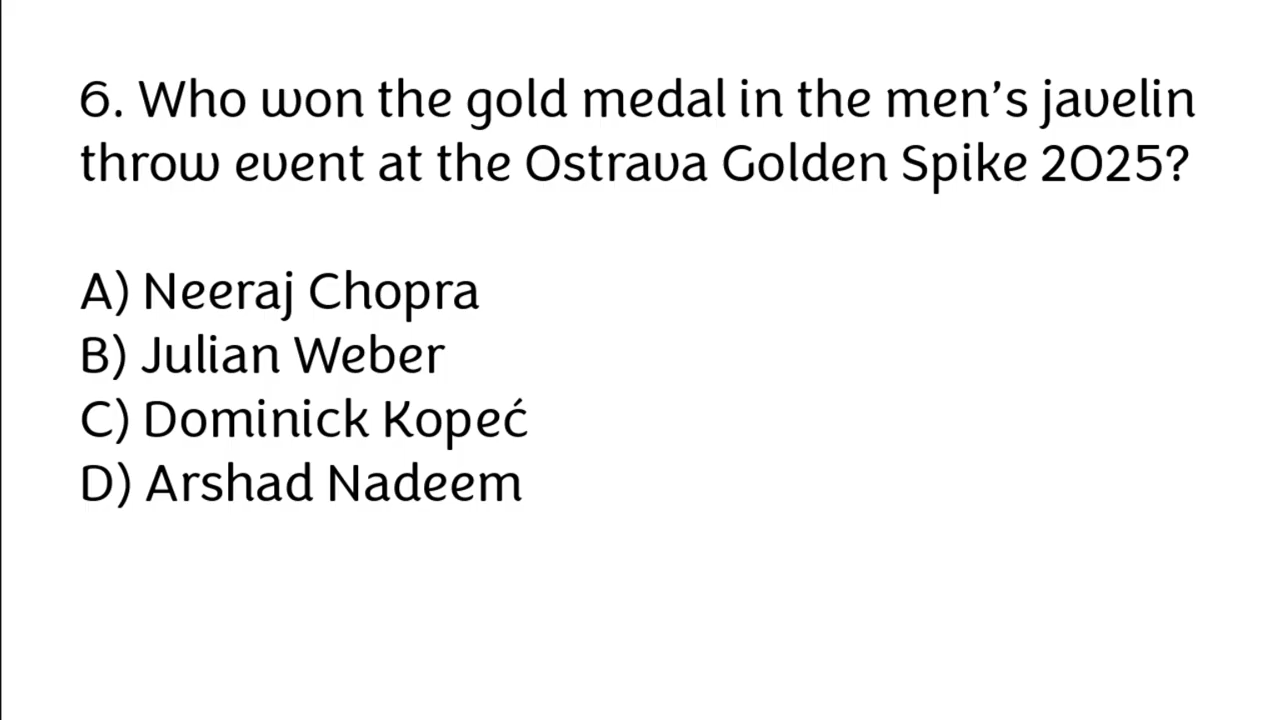 6. Who won the gold medal in the men’s javelin
throw event at the Ostrava Golden Spike 2025?
A) Neeraj Chopra
B) Julian Weber
C) Dominick Kopeć
D) Arshad Nadeem